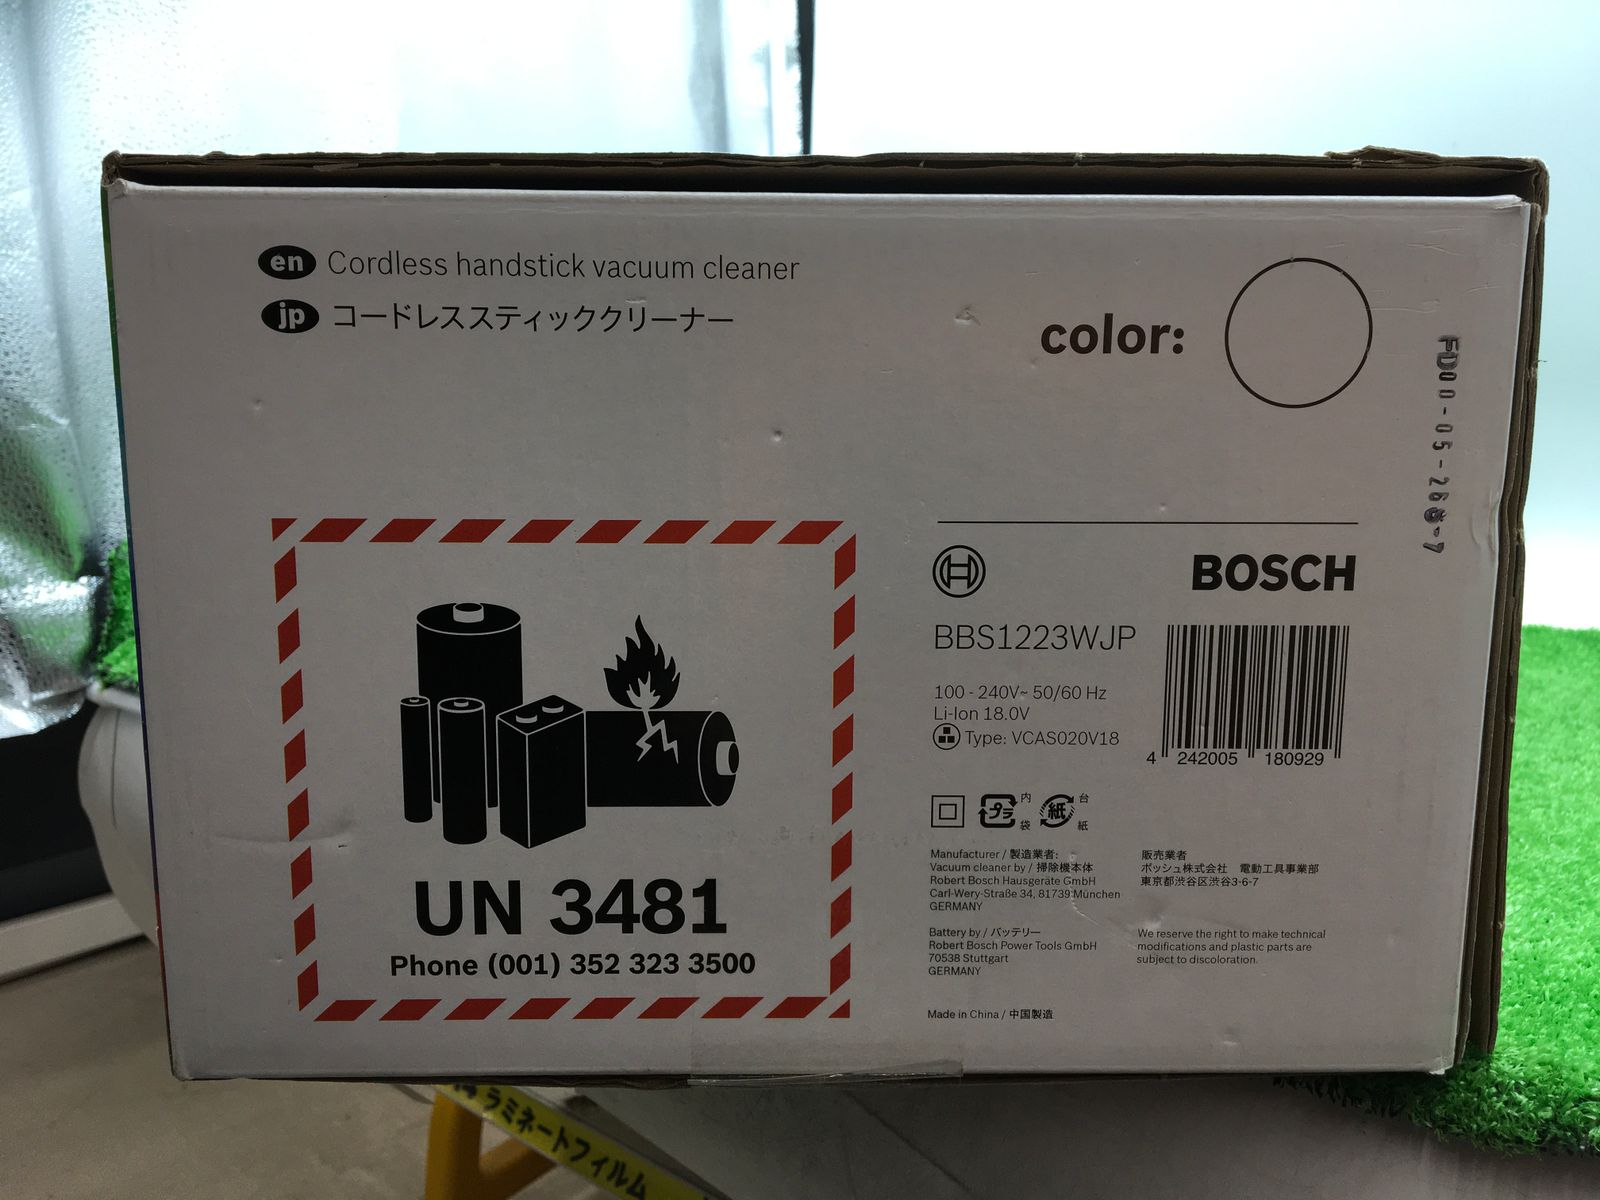 en Cordless handstick vacuum cleaner
jp コードレススティッククリーナー
color:
FD00-05-26
BOSCH
BBS1223WJP
100 - 240V~ 50/60 Hz
Li-Ion 18.0V
Type: VCAS020V18
4 242005 180929
プラ 内袋
紙 台紙
Manufacturer / 製造業者:
Vacuum cleaner by / 掃除機本体
Robert Bosch Hausgeräte GmbH
Carl-Wery-Straße 34, 81739 München
GERMANY
販売業者
ボッシュ株式会社 電動工具事業部
東京都渋谷区渋谷3-6-7
Battery by / バッテリー
Robert Bosch Power Tools GmbH
70538 Stuttgart
GERMANY
We reserve the right to make technical
modifications and plastic parts are
subject to discoloration.
Made in China / 中国製造
UN 3481
Phone (001) 352 323 3500
ラミネートフィルム